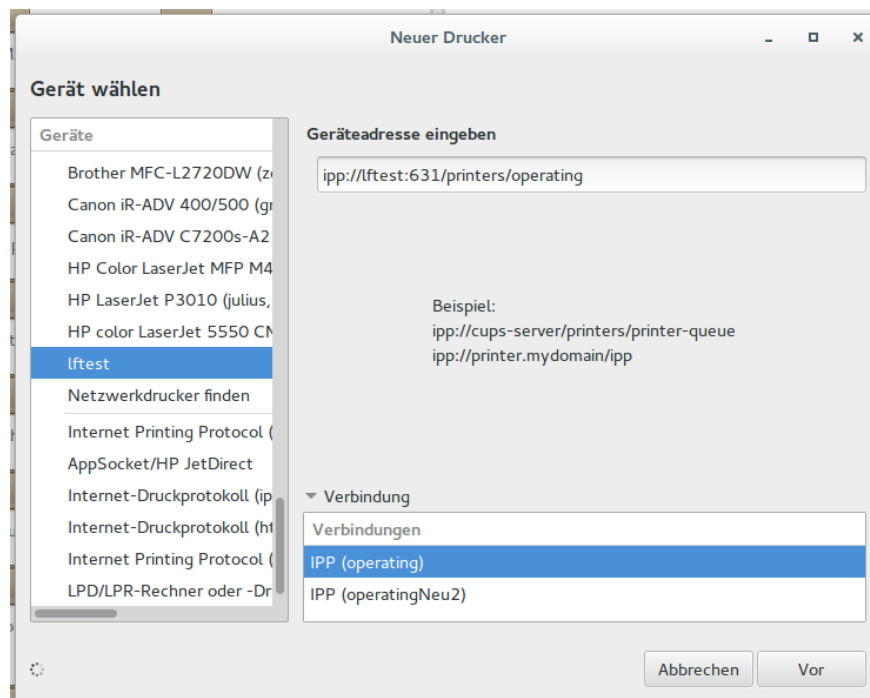 Neuer Drucker
Gerät wählen
Geräte
Brother MFC-L2720DW
Canon iR-ADV 400/500
Canon iR-ADV C7200s-A2
HP Color LaserJet MFP M4
HP LaserJet P3010 (julius,
HP color LaserJet 5550
lftest
Netzwerkdrucker finden
Internet Printing Protocol (
AppSocket/HP JetDirect
Internet-Druckprotokoll (ip
Internet-Druckprotokoll (ht
Internet Printing Protocol (
LPD/LPR-Rechner oder -Dr
Geräteadresse eingeben
ipp://lftest:631/printers/operating
Beispiel:
ipp://cups-server/printers/printer-queue
ipp://printer.mydomain/ipp
Verbindung
Verbindungen
IPP (operating)
IPP (operatingNeu2)
Abbrechen
Vor